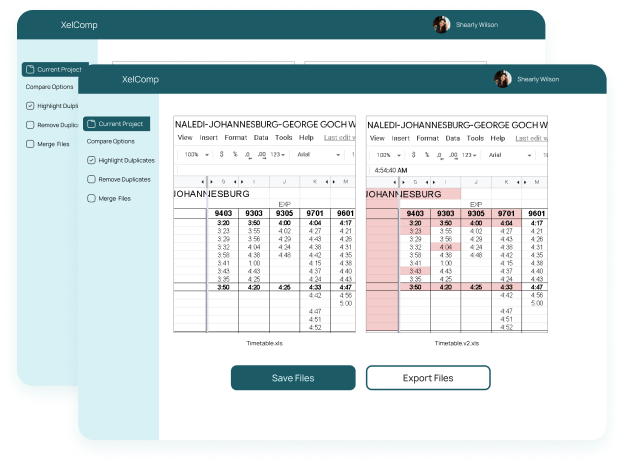 XelComp
Shearly Wilson
Current Project
Compare Options
Highlight Dulpli
Remove Duplic
Merge Files
XelComp
Shearly Wilson
Current Project
Compare Options
Highlight Dulplicates
Remove Duplicates
Merge Files
NALEDI-JOHANNESBURG-GEORGE GOCH W
View Insert Format Data Tools Help Last edit w
100% $ % .0 .00 123 Arial 1
G I J K M
JOHANNESBURG
EXP
9403 9303 9305 9701 9601
3:20 3:50 4:00 4:04 4:17
3:23 3:55 4:02 4:27 4:21
3:29 3:56 4:29 4:43 4:26
3:32 4:04 4:24 4:38 4:31
3:58 4:38 4:48 4:42 4:35
3:41 1:00 4:15 4:38
3:43 4:43 4:37 4:40
3:35 4:25 4:24 4:43
3:50 4:20 4:25 4:33 4:47
4:42 4:56
5:00
4:47
4:51
4:52
Timetable.xls
NALEDI-JOHANNESBURG-GEORGE GOCH W
View Insert Format Data Tools Help Last edit w
100% $ % .0 .00 123 Arial 10
4:54:40 AM
G I J K M
JOHANNESBURG
EXP
9403 9303 9305 9701 9601
3:20 3:50 4:00 4:04 4:17
3:23 3:55 4:02 4:27 4:21
3:29 3:56 4:29 4:43 4:26
3:32 4:04 4:24 4:38 4:31
3:58 4:38 4:48 4:42 4:35
3:41 1:00 4:15 4:38
3:43 4:43 4:37 4:40
3:35 4:25 4:24 4:43
3:50 4:20 4:25 4:33 4:47
4:42 4:56
5:00
4:47
4:51
4:52
Timetable.v2.xls
Save Files
Export Files